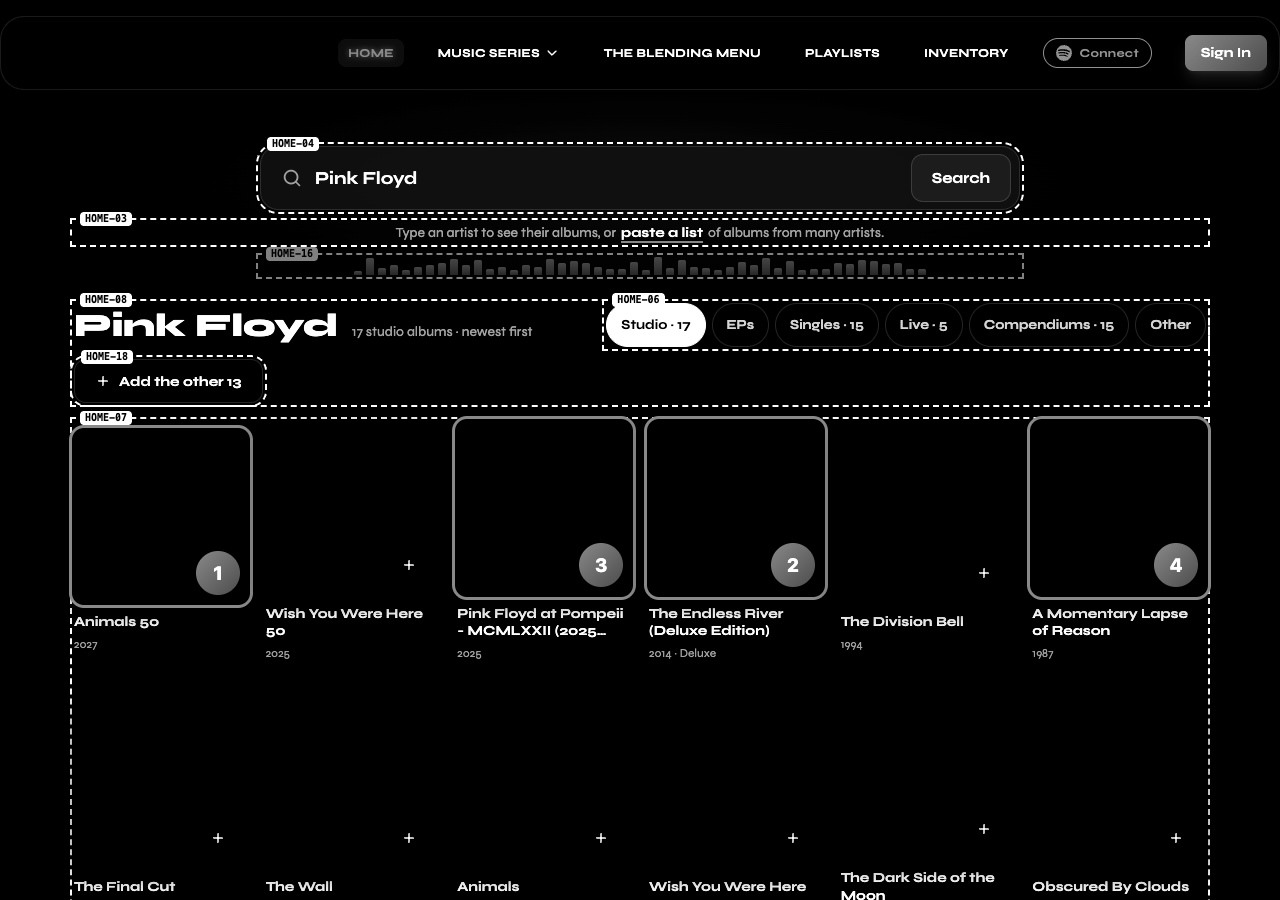 HOME MUSIC SERIES THE BLENDING MENU PLAYLISTS INVENTORY Connect Sign In
HOME-04
Pink Floyd Search
HOME-03
Type an artist to see their albums, or paste a list of albums from many artists.
HOME-16
HOME-08 HOME-06
Pink Floyd 17 studio albums · newest first Studio · 17 EPs Singles · 15 Live · 5 Compendiums · 15 Other
HOME-18
+ Add the other 13
HOME-07
1 + 3 2 + 4
Animals 50
2027
Wish You Were Here
50
2025
Pink Floyd at Pompeii
- MCMLXXII (2025...
2025
The Endless River
(Deluxe Edition)
2014 · Deluxe
The Division Bell
1994
A Momentary Lapse
of Reason
1987
+ + + + + +
The Final Cut
The Wall
Animals
Wish You Were Here
The Dark Side of the
Moon
Obscured By Clouds